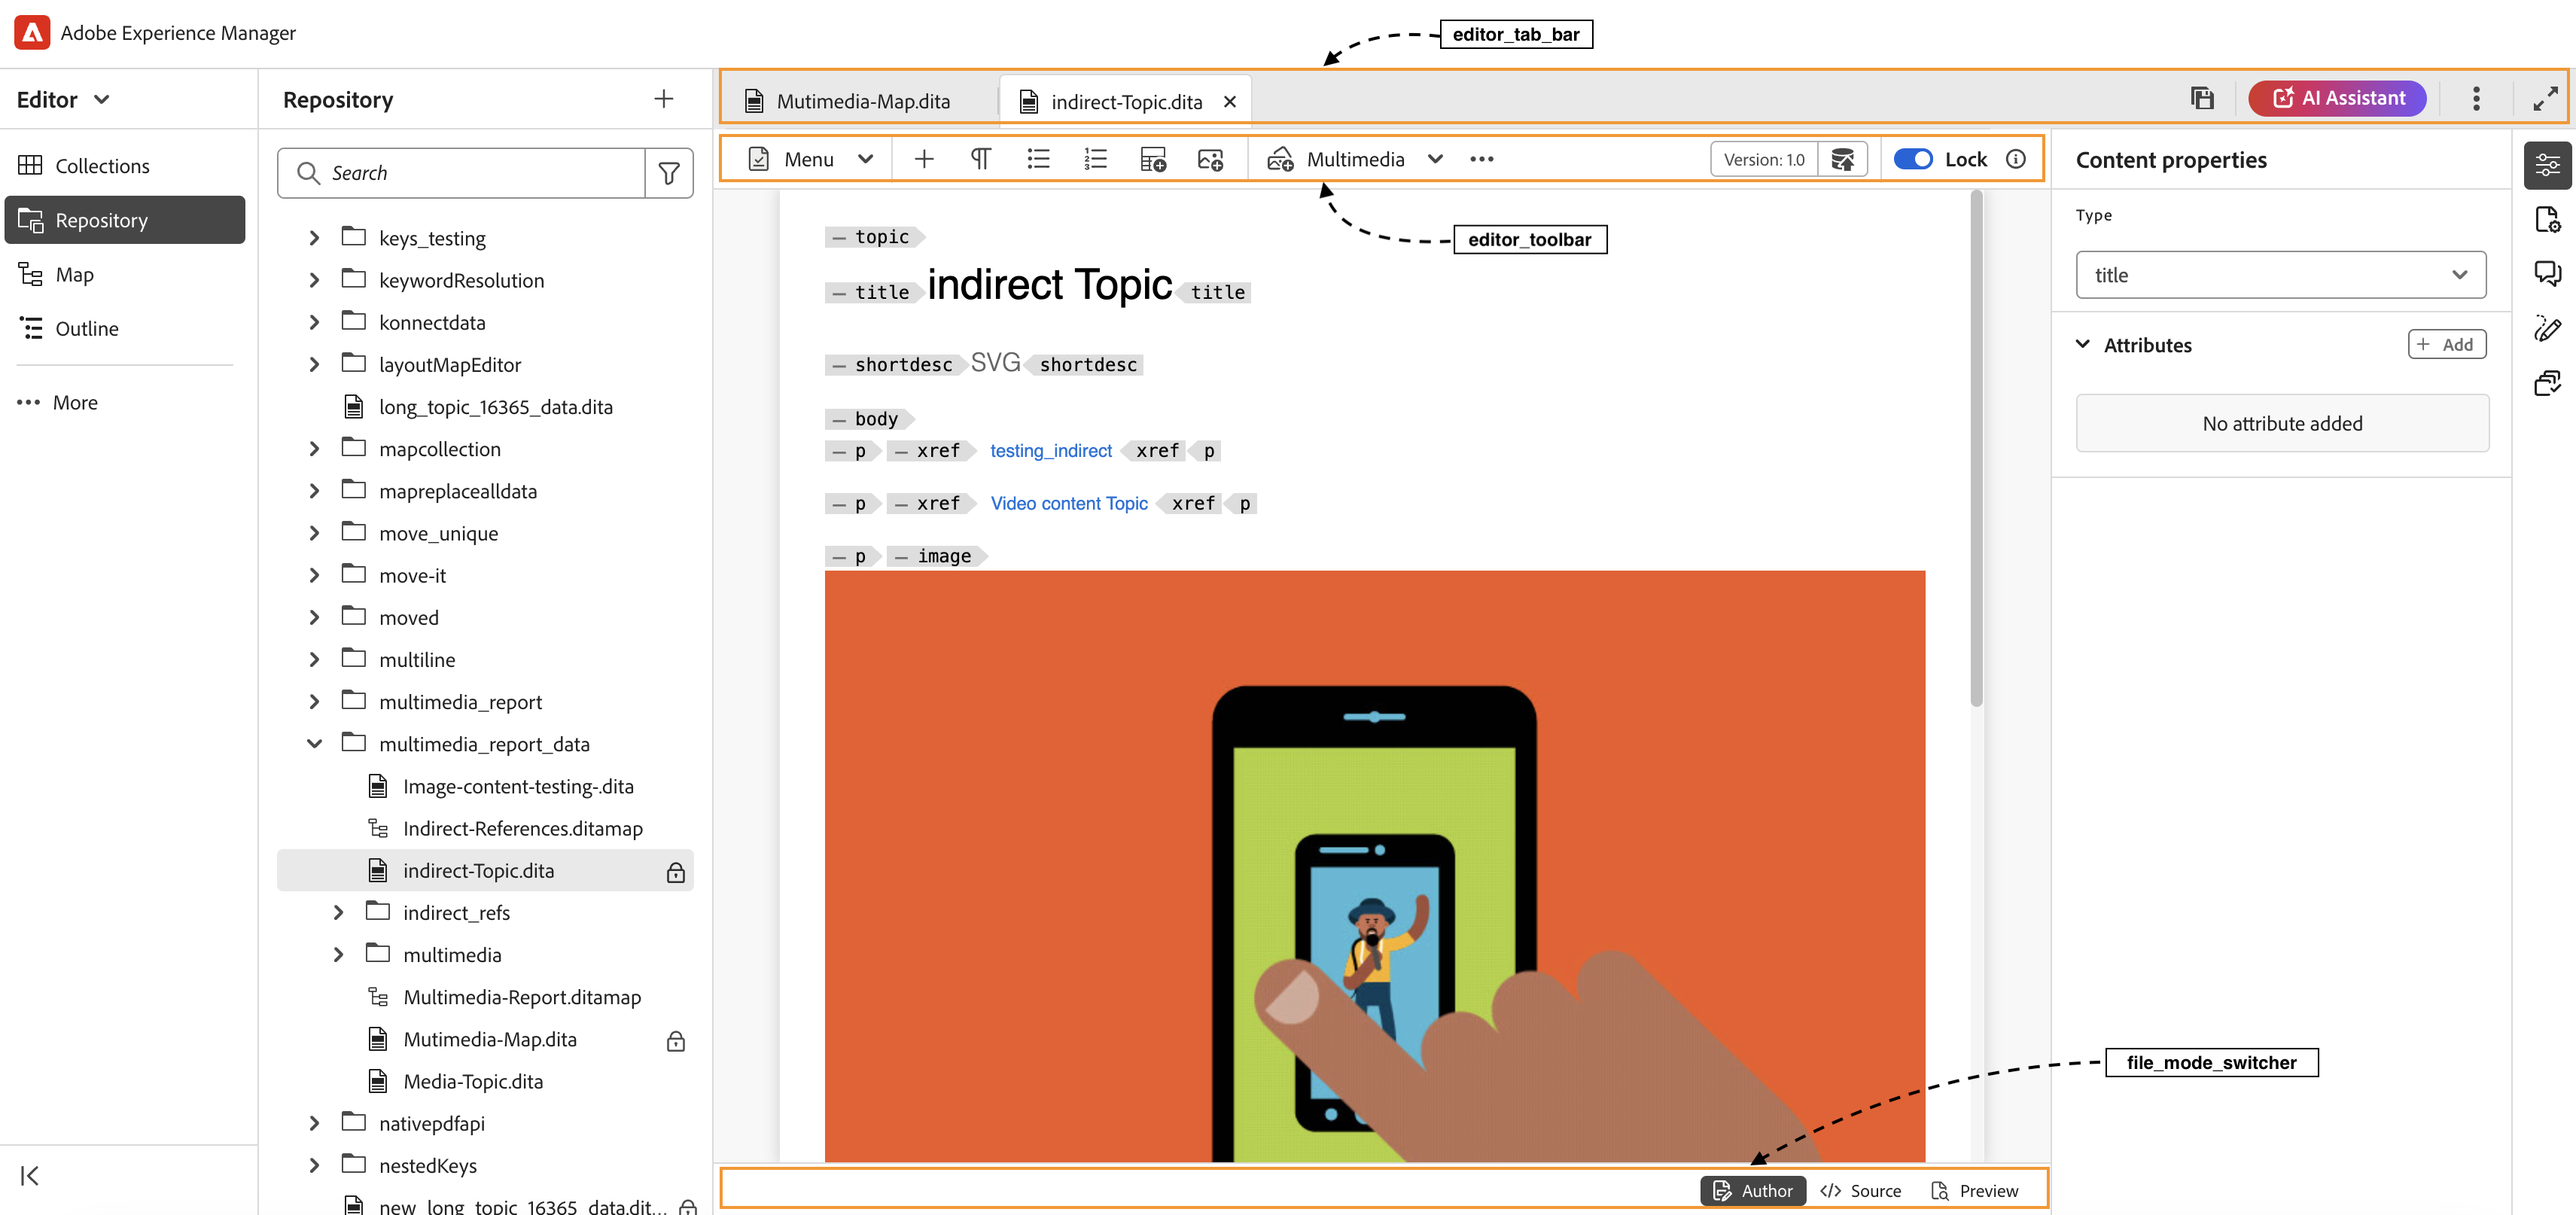 Adobe Experience Manager
editor_tab_bar
Editor
Repository
Mutimedia-Map.dita
indirect-Topic.dita
AI Assistant
Collections
Repository
Map
Outline
More
Search
keys_testing
keywordResolution
konnectdata
layoutMapEditor
long_topic_16365_data.dita
mapcollection
mapreplacealldata
move_unique
move-it
moved
multiline
multimedia_report
multimedia_report_data
Image-content-testing-.dita
Indirect-References.ditamap
indirect-Topic.dita
indirect_refs
multimedia
Multimedia-Report.ditamap
Mutimedia-Map.dita
Media-Topic.dita
nativepdfapi
nestedKeys
new_long_topic_16365_data.dit...
Menu
Multimedia
Version: 1.0
Lock
editor_toolbar
topic
title indirect Topic title
shortdesc SVG shortdesc
body
p xref testing_indirect xref p
p xref Video content Topic xref p
p image
Content properties
Type
title
Attributes
+ Add
No attribute added
file_mode_switcher
Author
</> Source
Preview